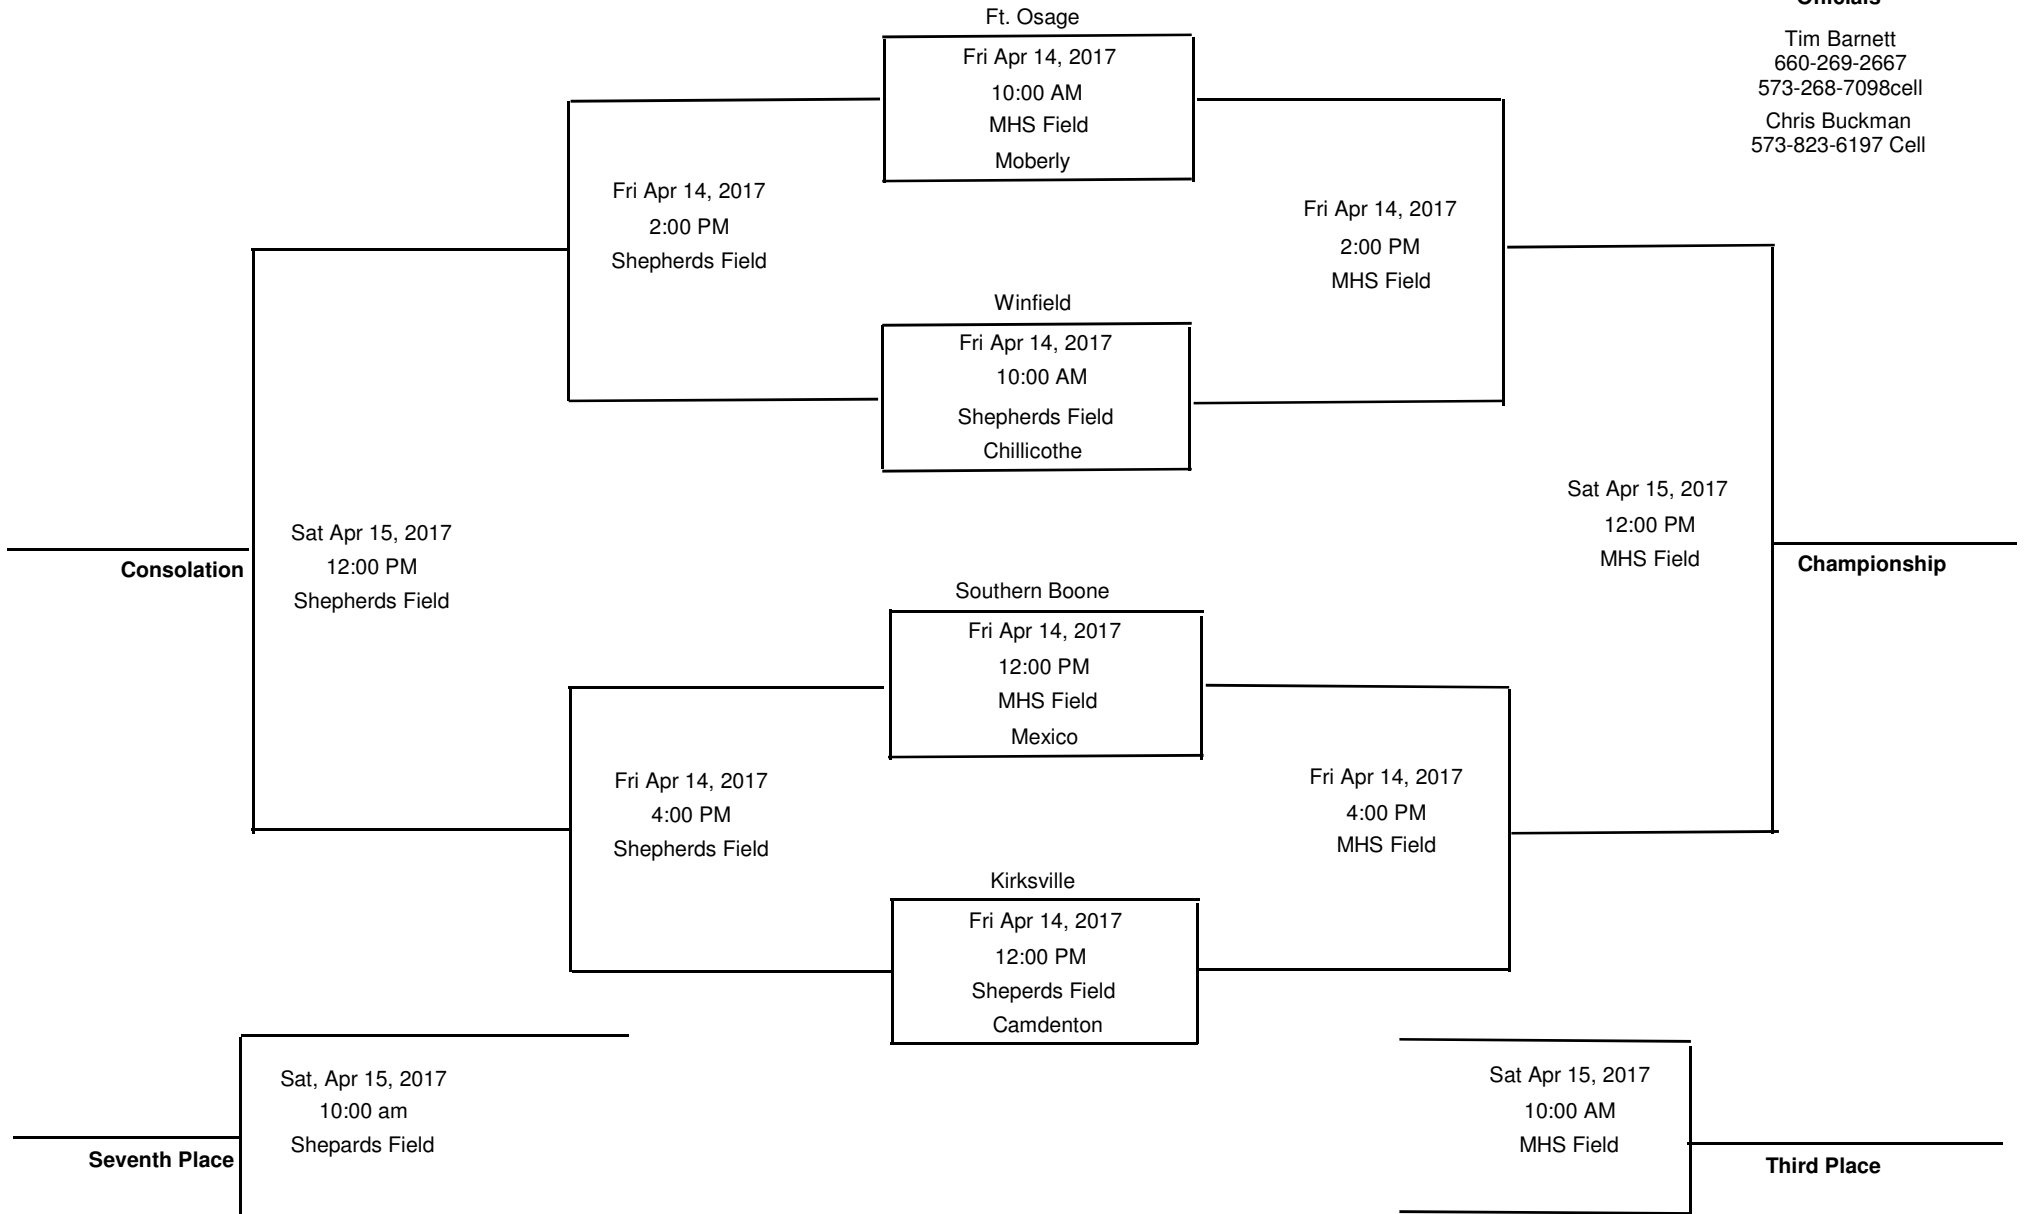 Officials
Tim Barnett
660-269-2667
573-268-7098cell
Chris Buckman
573-823-6197 Cell
Ft. Osage
Fri Apr 14, 2017
10:00 AM
MHS Field
Moberly
Fri Apr 14, 2017
2:00 PM
Shepherds Field
Fri Apr 14, 2017
2:00 PM
MHS Field
Winfield
Fri Apr 14, 2017
10:00 AM
Shepherds Field
Chillicothe
Sat Apr 15, 2017
12:00 PM
Shepherds Field
Consolation
Sat Apr 15, 2017
12:00 PM
MHS Field
Championship
Southern Boone
Fri Apr 14, 2017
12:00 PM
MHS Field
Mexico
Fri Apr 14, 2017
4:00 PM
Shepherds Field
Fri Apr 14, 2017
4:00 PM
MHS Field
Kirksville
Fri Apr 14, 2017
12:00 PM
Sheperds Field
Camdenton
Sat, Apr 15, 2017
10:00 am
Shepards Field
Seventh Place
Sat Apr 15, 2017
10:00 AM
MHS Field
Third Place